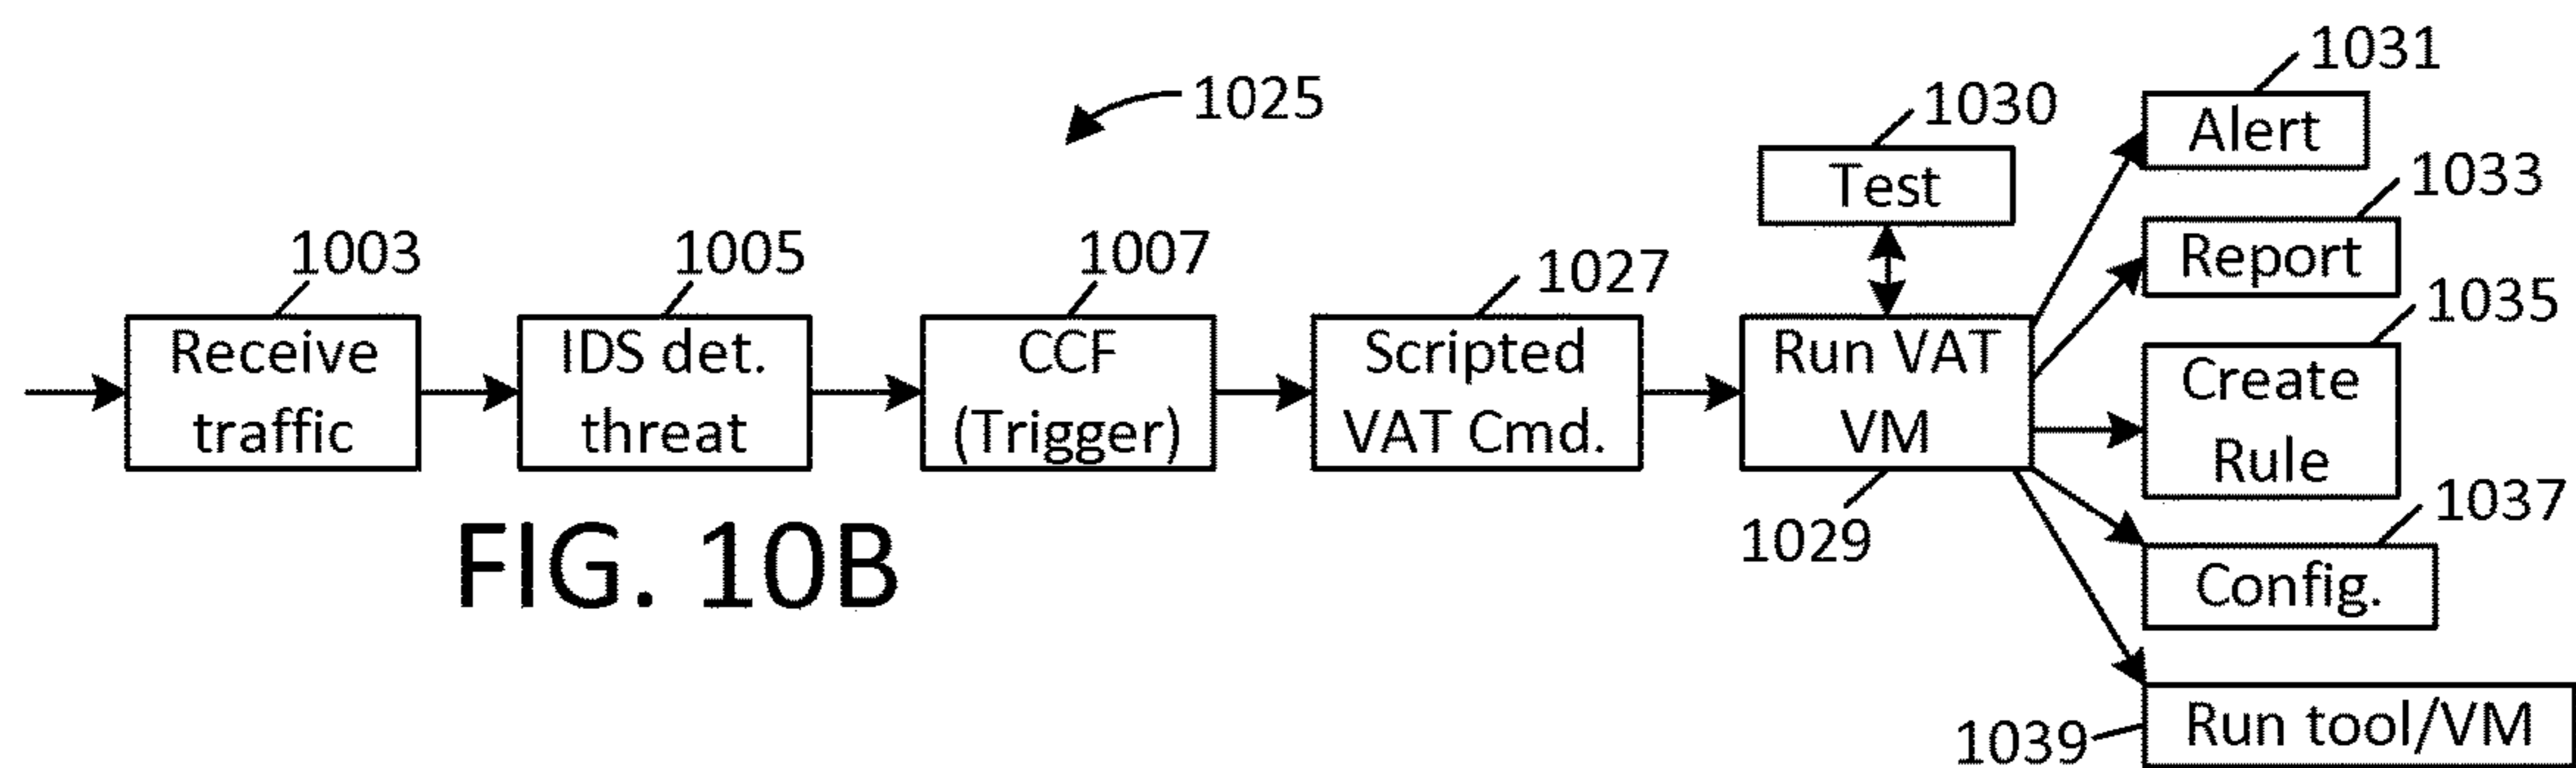 1025
1003
Receive
traffic
1005
IDS det.
threat
1007
CCF
(Trigger)
1027
Scripted
VAT Cmd.
1030
Test
Run VAT
VM
1029
1031
Alert
1033
Report
1035
Create
Rule
1037
Config.
1039
Run tool/VM
FIG. 10B